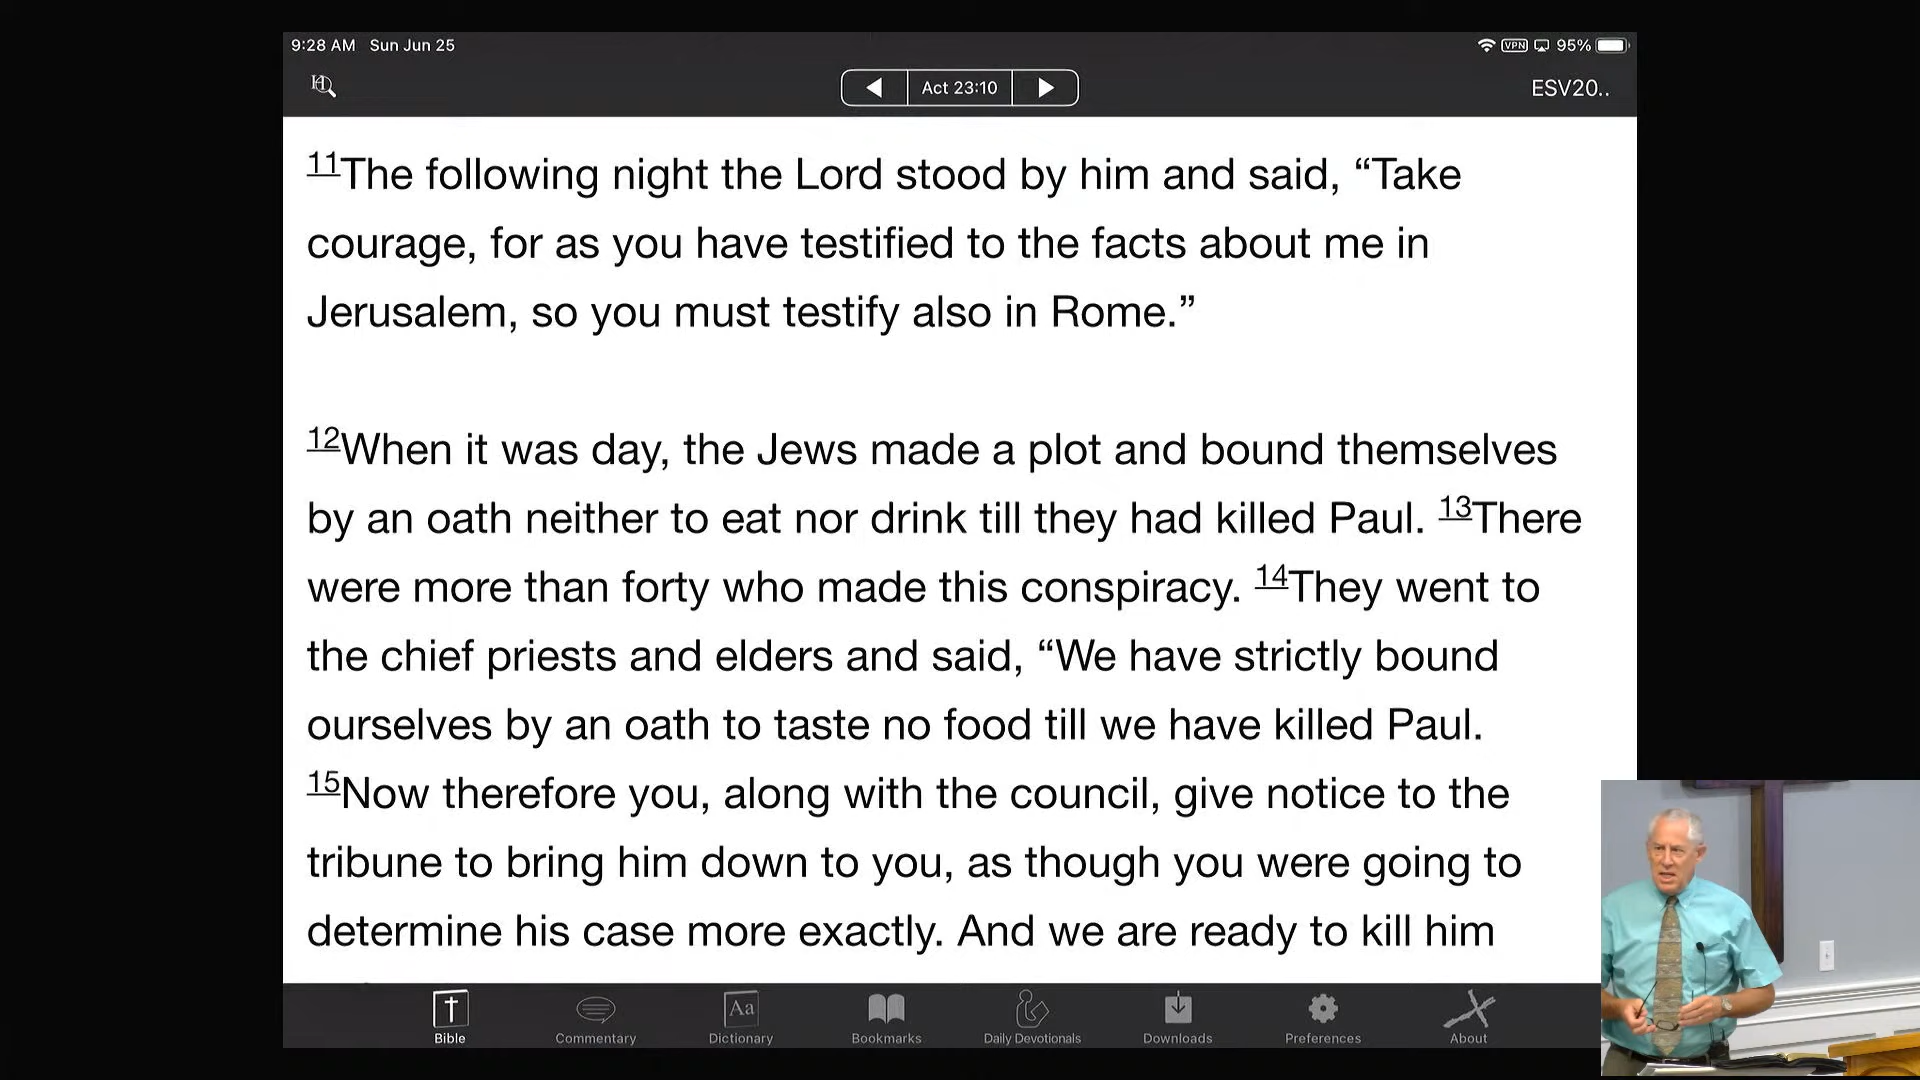 9:28 AM Sun Jun 25
VPN 95%
Act 23:10
ESV20..
11The following night the Lord stood by him and said, “Take
courage, for as you have testified to the facts about me in
Jerusalem, so you must testify also in Rome.”
12When it was day, the Jews made a plot and bound themselves
by an oath neither to eat nor drink till they had killed Paul. 13There
were more than forty who made this conspiracy. 14They went to
the chief priests and elders and said, “We have strictly bound
ourselves by an oath to taste no food till we have killed Paul.
15Now therefore you, along with the council, give notice to the
tribune to bring him down to you, as though you were going to
determine his case more exactly. And we are ready to kill him
Aa
Bible Commentary Dictionary Bookmarks Daily Devotionals Downloads Preferences About